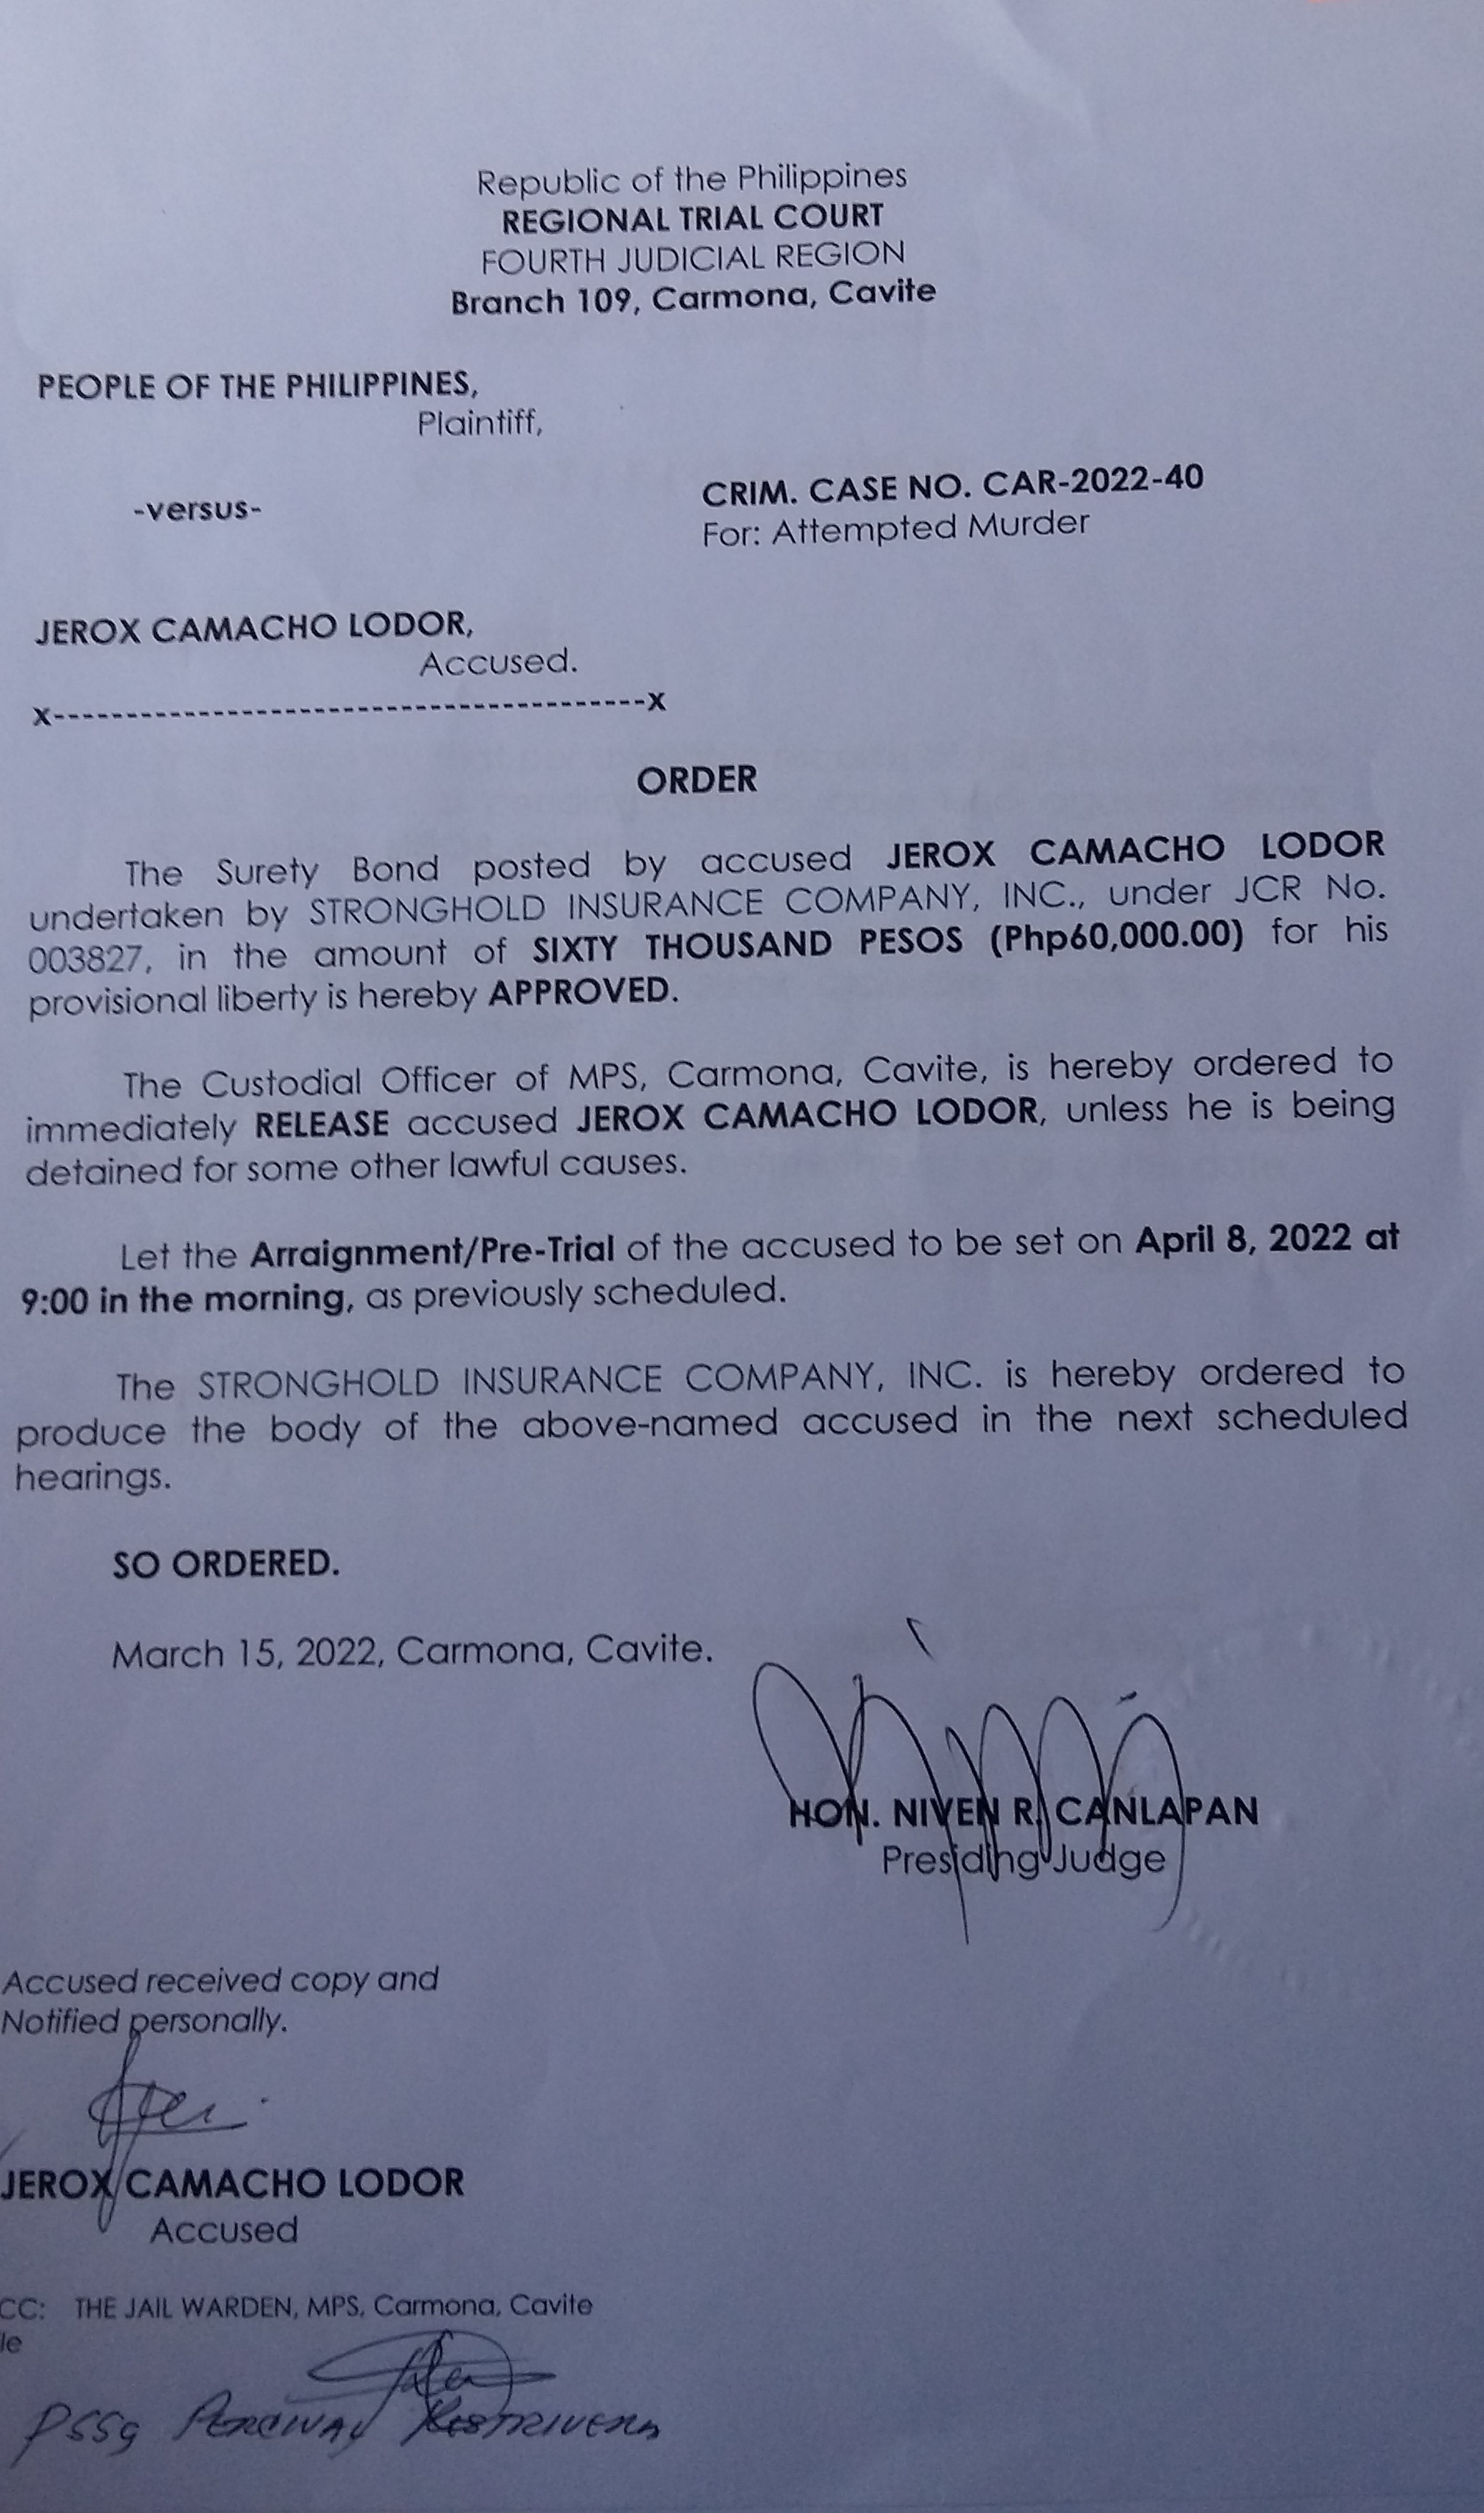 Republic of the Philippines
REGIONAL TRIAL COURT
FOURTH JUDICIAL REGION
Branch 109, Carmona, Cavite
PEOPLE OF THE PHILIPPINES,
Plaintiff,
-versus-
CRIM. CASE NO. CAR-2022-40
For: Attempted Murder
JEROX CAMACHO LODOR,
Accused.
x-----------------------------------------x
ORDER
The Surety Bond posted by accused JEROX CAMACHO LODOR
undertaken by STRONGHOLD INSURANCE COMPANY, INC., under JCR No.
003827, in the amount of SIXTY THOUSAND PESOS (Php60,000.00) for his
provisional liberty is hereby APPROVED.
The Custodial Officer of MPS, Carmona, Cavite, is hereby ordered to
immediately RELEASE accused JEROX CAMACHO LODOR, unless he is being
detained for some other lawful causes.
Let the Arraignment/Pre-Trial of the accused to be set on April 8, 2022 at
9:00 in the morning, as previously scheduled.
The STRONGHOLD INSURANCE COMPANY, INC. is hereby ordered to
produce the body of the above-named accused in the next scheduled
hearings.
SO ORDERED.
March 15, 2022, Carmona, Cavite.
HON. NIVEN R. CANLAPAN
Presiding Judge
Accused received copy and
Notified personally.
JEROX CAMACHO LODOR
Accused
CC: THE JAIL WARDEN, MPS, Carmona, Cavite
le
PSSg